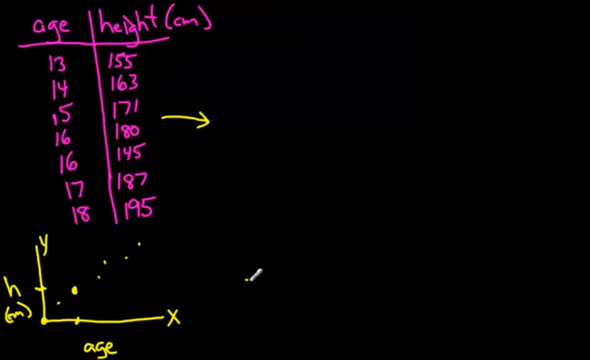 age height (cm)
13 155
14 163
15 171
16 180
16 145
17 187
18 195
y
h
(cm)
x
age